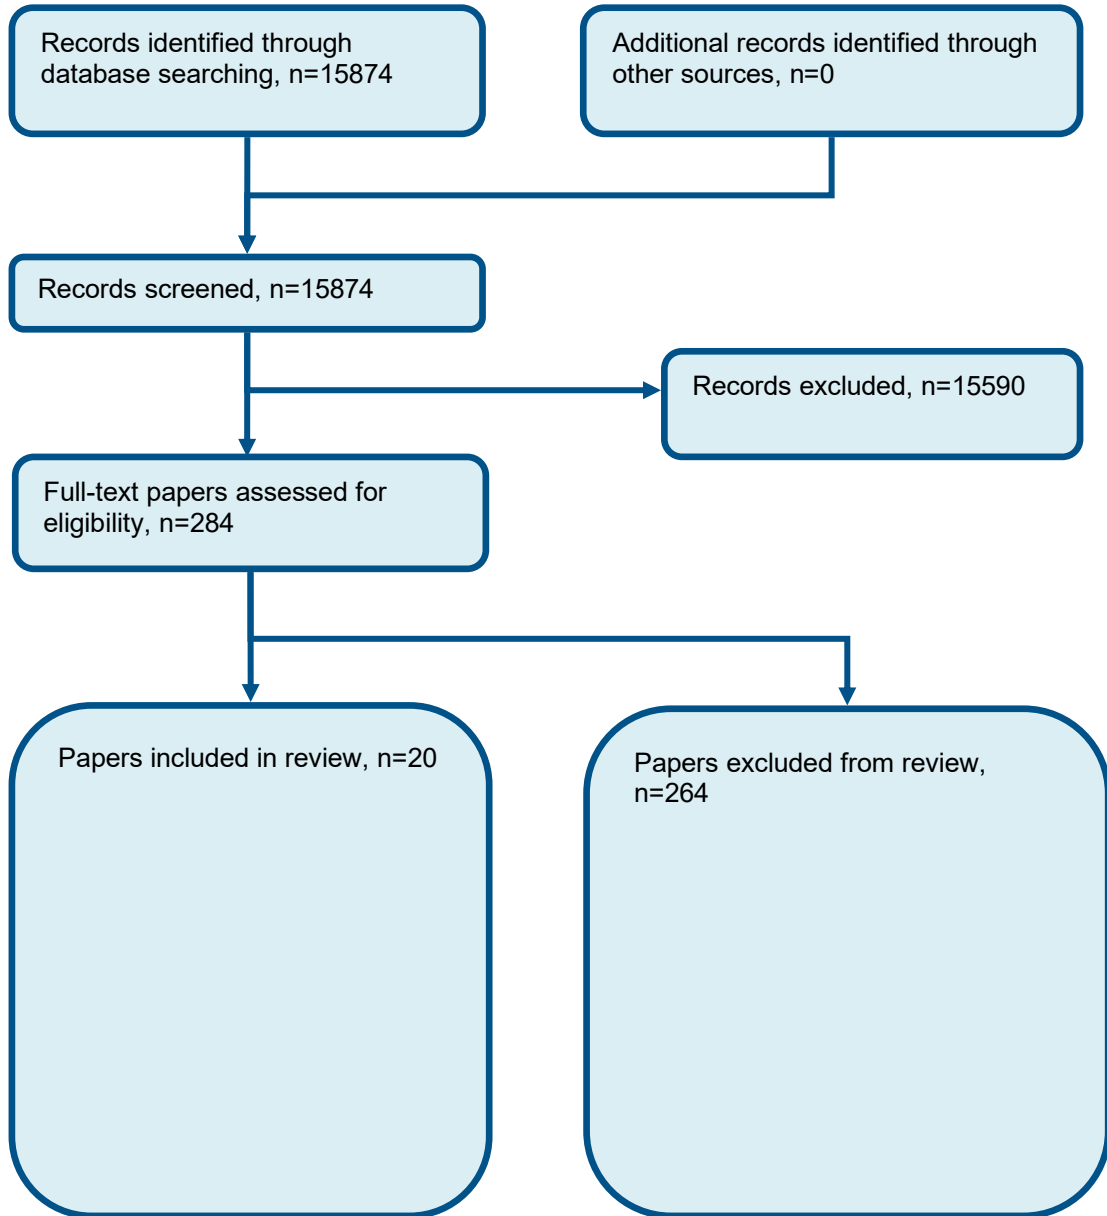 Records identified through
database searching, n=15874
Additional records identified through
other sources, n=0
Records screened, n=15874
Records excluded, n=15590
Full-text papers assessed for
eligibility, n=284
Papers included in review, n=20
Papers excluded from review,
n=264